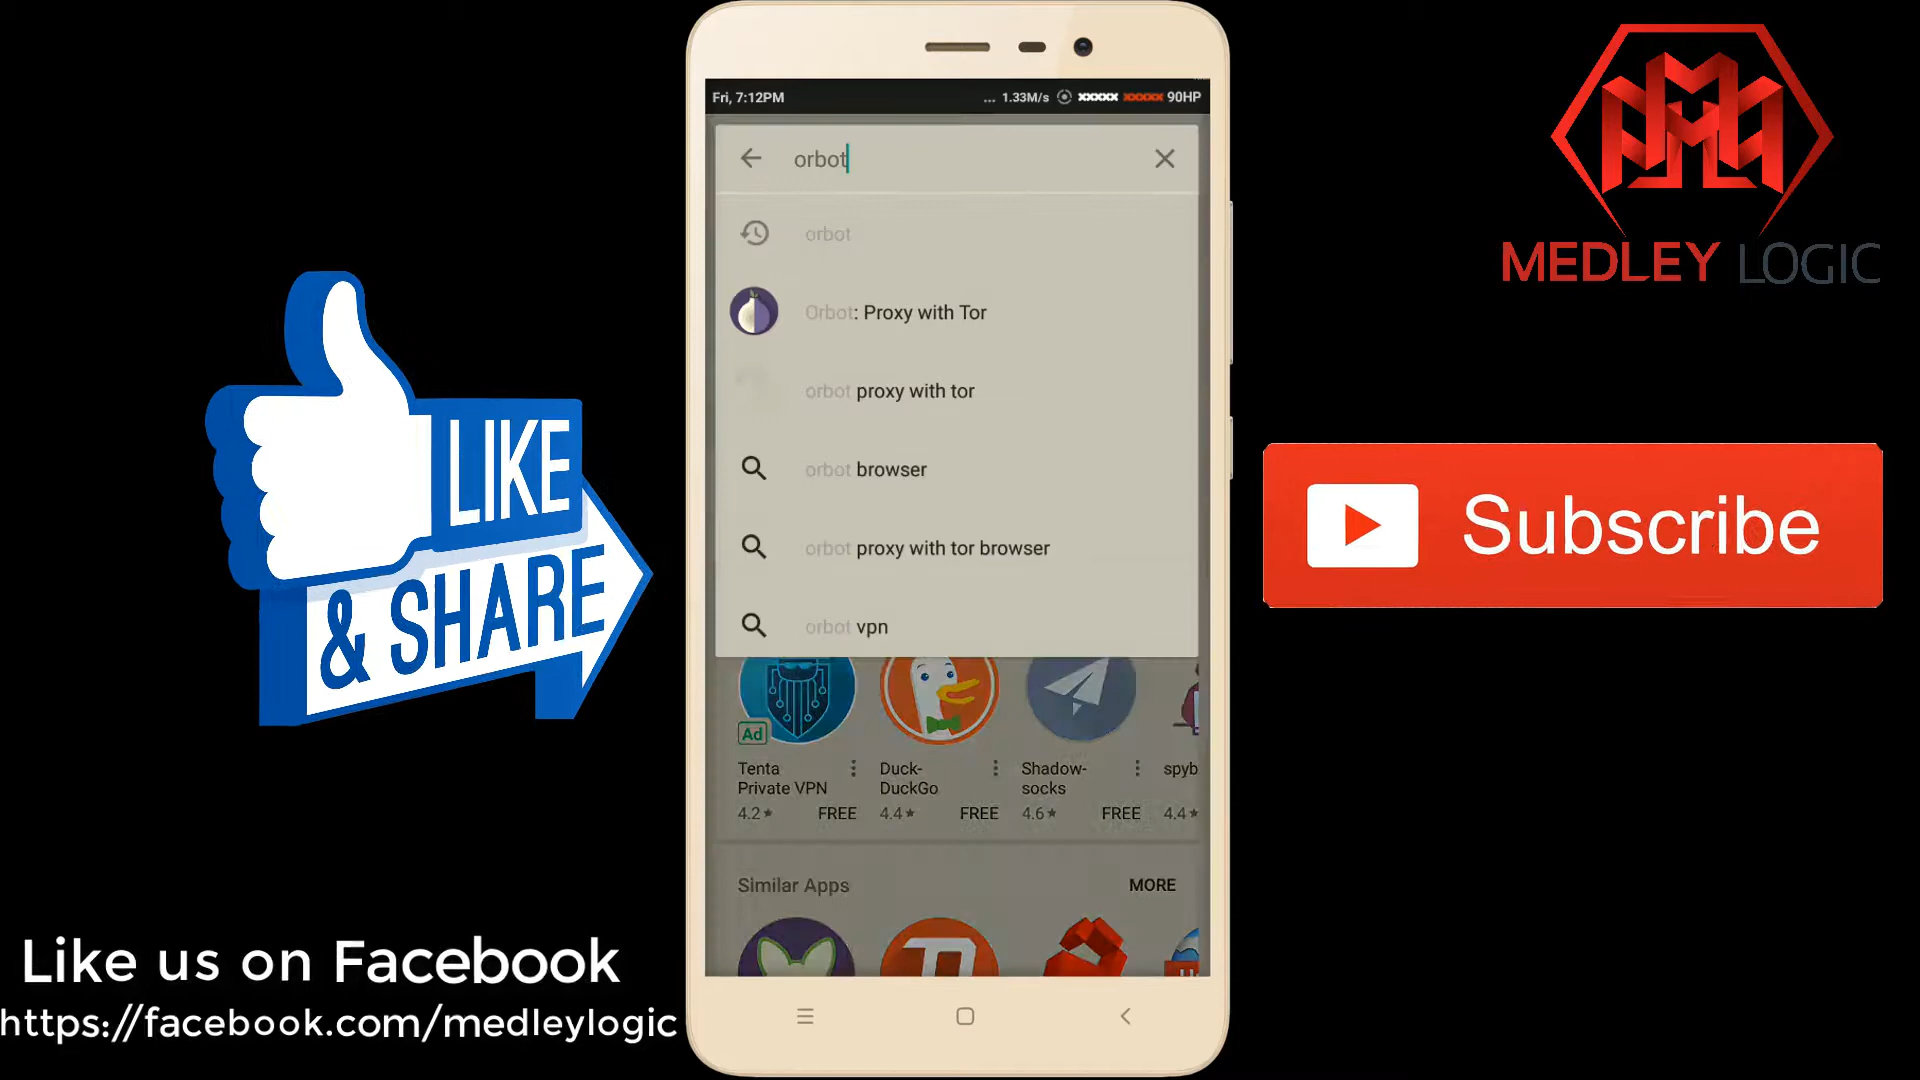 Fri, 7:12PM
... 1.33M/s xxxxx xxxxxx 90HP
orbot
orbot
Orbot: Proxy with Tor
orbot proxy with tor
orbot browser
orbot proxy with tor browser
orbot vpn
Ad
Tenta
Private VPN
4.2★ FREE
Duck-
DuckGo
4.4★ FREE
Shadow-
socks
4.6★ FREE
spyb
4.4★
Similar Apps
MORE
LIKE
& SHARE
MEDLEY LOGIC
Subscribe
Like us on Facebook
https://facebook.com/medleylogic